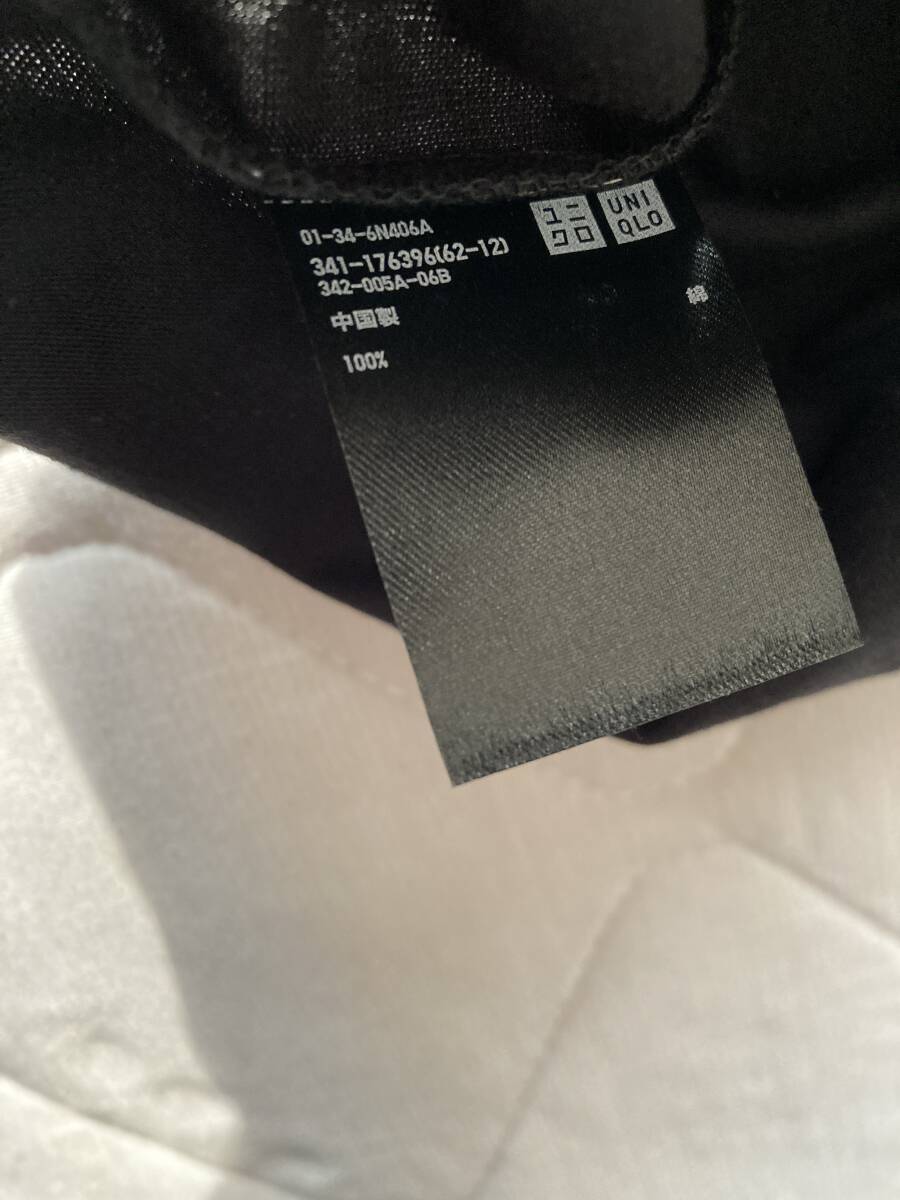 ユニクロ
UNIQLO
01-34-6N406A
341-176396(62-12)
342-005A-06B
中国製
綿
100%